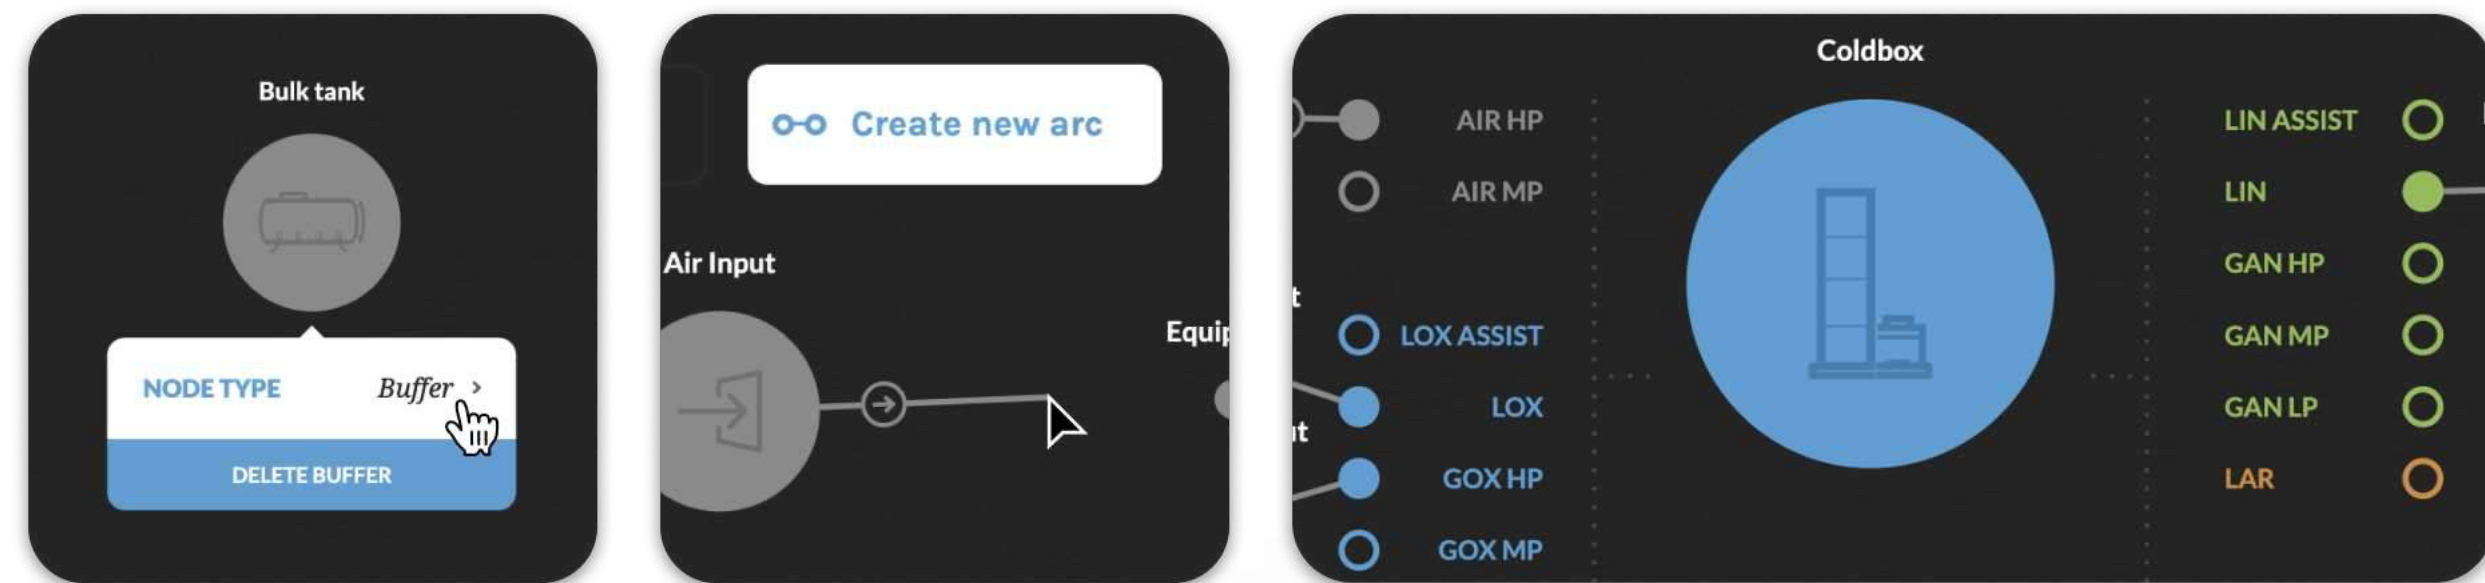 Bulk tank
NODE TYPE Buffer
DELETE BUFFER
Create new arc
Air Input
Equip
Coldbox
AIR HP
AIR MP
t
LOX ASSIST
LOX
t
GOX HP
GOX MP
LIN ASSIST
LIN
GAN HP
GAN MP
GAN LP
LAR